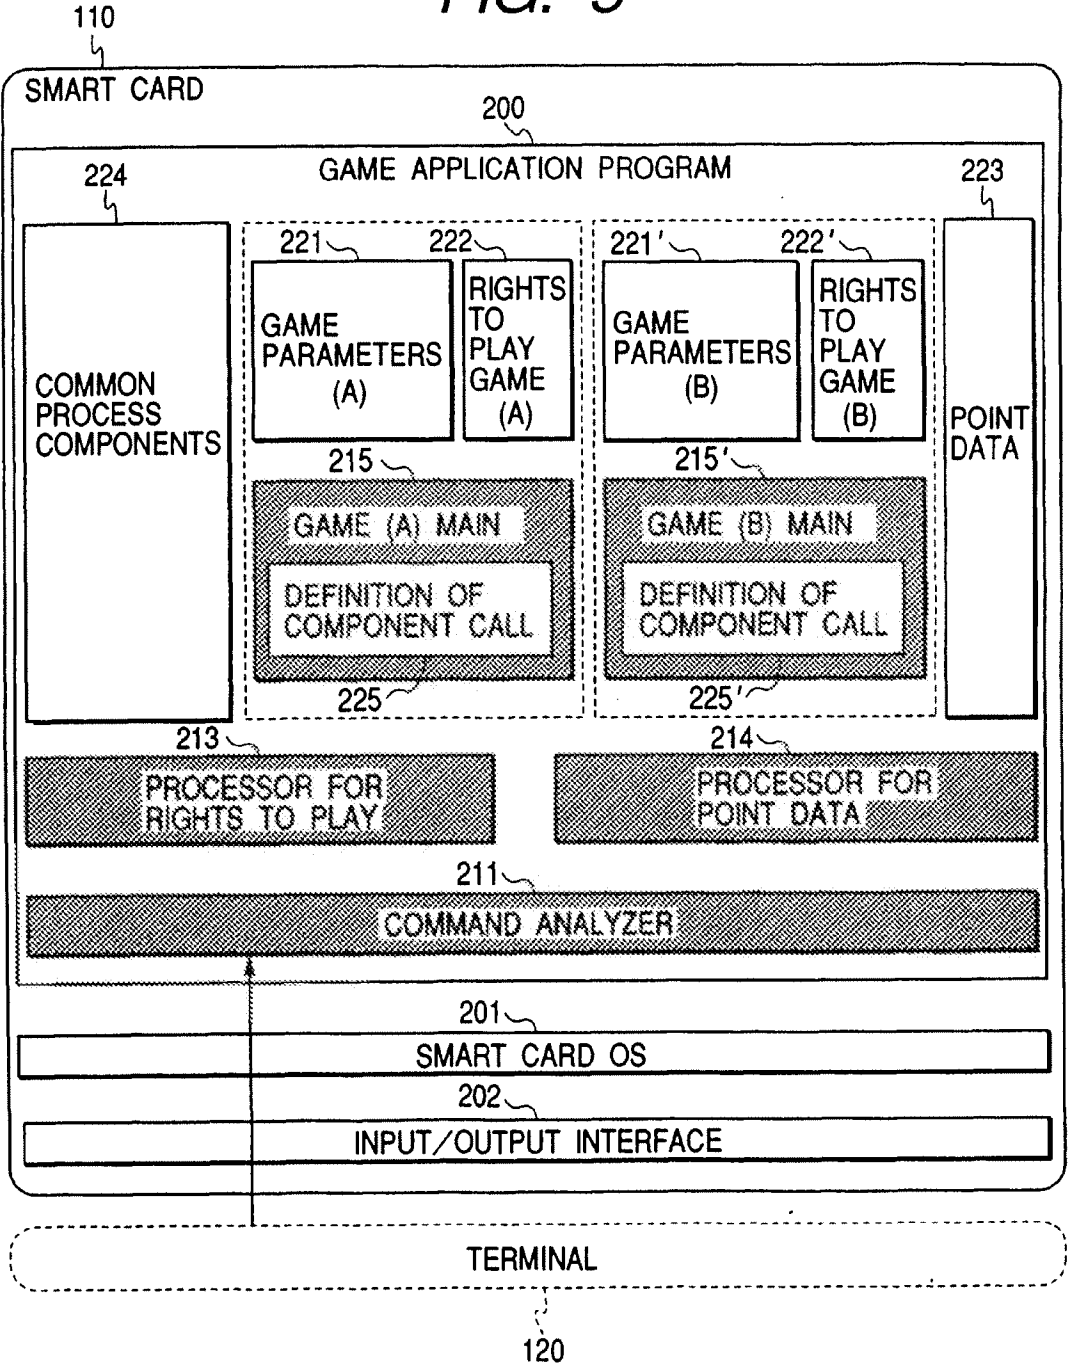 110
SMART CARD
200
GAME APPLICATION PROGRAM
224
223
COMMON
PROCESS
COMPONENTS
221
GAME
PARAMETERS
(A)
222
RIGHTS
TO
PLAY
GAME
(A)
221'
GAME
PARAMETERS
(B)
222'
RIGHTS
TO
PLAY
GAME
(B)
POINT
DATA
215
GAME (A) MAIN
DEFINITION OF
COMPONENT CALL
225
215'
GAME (B) MAIN
DEFINITION OF
COMPONENT CALL
225'
213
PROCESSOR FOR
RIGHTS TO PLAY
214
PROCESSOR FOR
POINT DATA
211
COMMAND ANALYZER
201
SMART CARD OS
202
INPUT/OUTPUT INTERFACE
TERMINAL
120